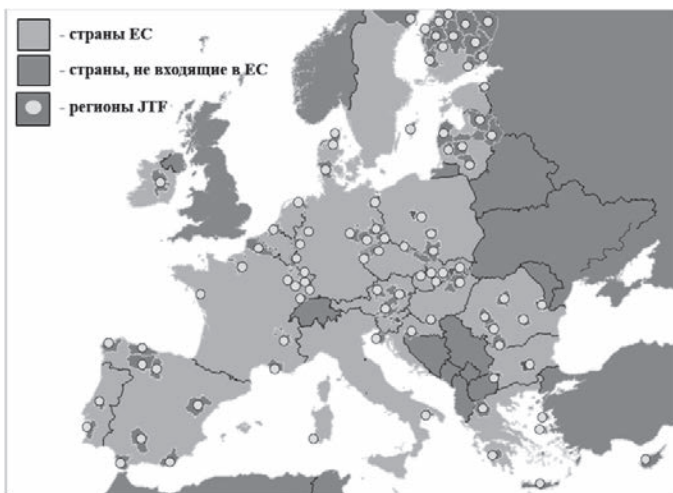 - страны ЕС
- страны, не входящие в ЕС
- регионы JTF